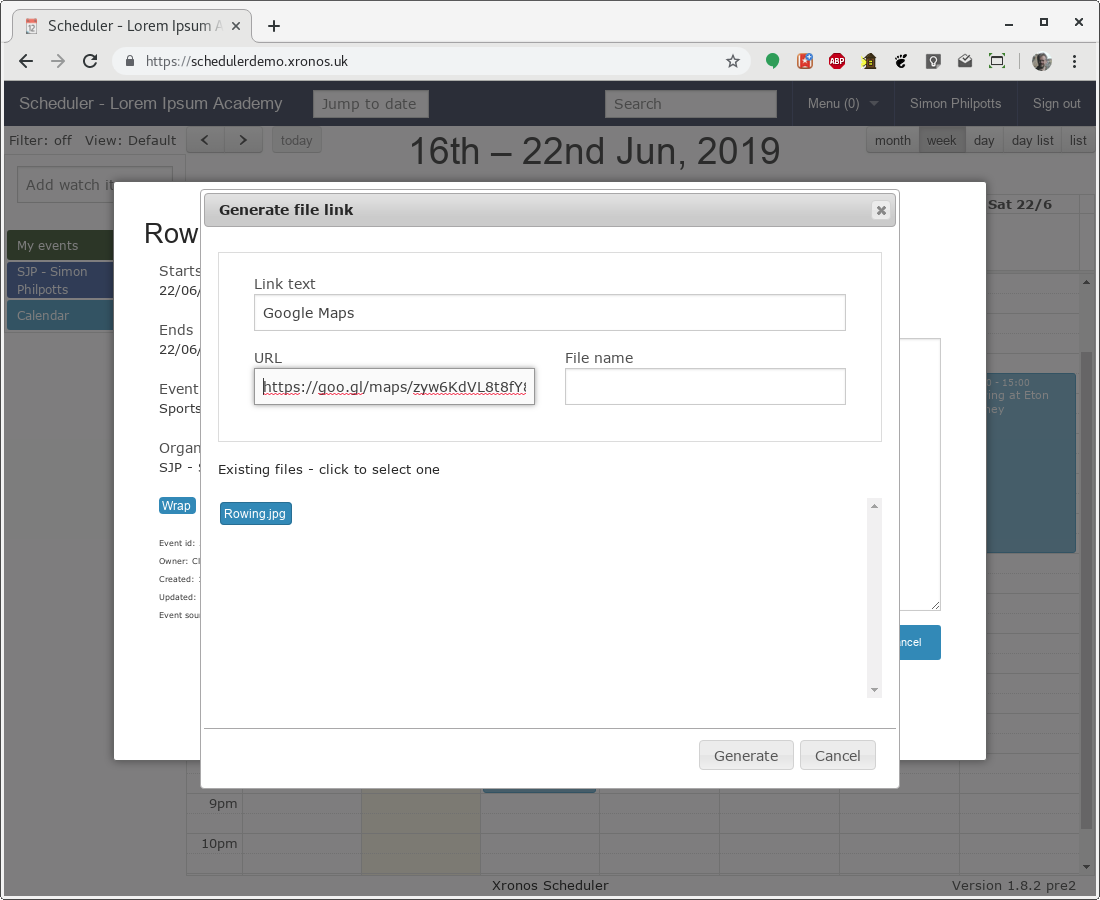 Scheduler - Lorem Ipsum A
https://schedulerdemo.xronos.uk
ABP
Scheduler - Lorem Ipsum Academy
Jump to date
Search
Menu (0)
Simon Philpotts
Sign out
Filter: off
View: Default
today
16th – 22nd Jun, 2019
month
week
day
day list
list
Add watch it
Sat 22/6
My events
SJP - Simon
Philpotts
Calendar
Row
Starts
22/06/
Ends
22/06/
Event
Sports
Organ
SJP -
Wrap
Event id:
Owner:
Created:
Updated:
Event sou
Generate file link
Link text
Google Maps
URL
File name
https://goo.gl/maps/zyw6KdVL8t8fY
Existing files - click to select one
Rowing.jpg
Generate
Cancel
ncel
0 - 15:00
ing at Eton
ney
9pm
10pm
Xronos Scheduler
Version 1.8.2 pre2